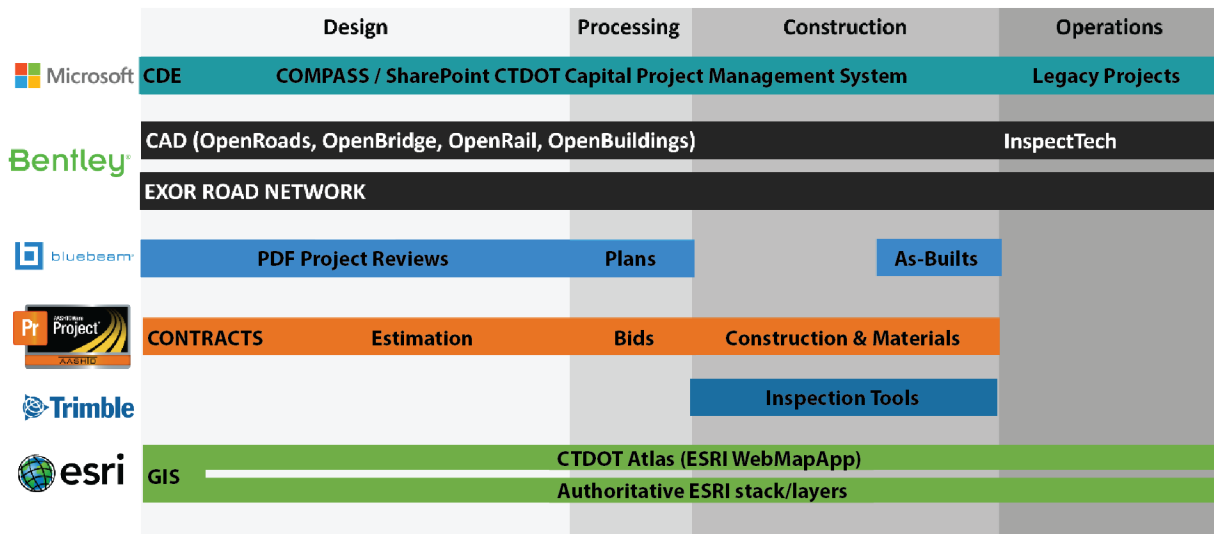 Design Processing Construction Operations
Microsoft CDE COMPASS / SharePoint CTDOT Capital Project Management System Legacy Projects
CAD (OpenRoads, OpenBridge, OpenRail, OpenBuildings) InspectTech
Bentley®
EXOR ROAD NETWORK
bluebeam PDF Project Reviews Plans As-Builts
AASHTOWare
Pr Project® CONTRACTS Estimation Bids Construction & Materials
AASHTO
Trimble Inspection Tools
CTDOT Atlas (ESRI WebMapApp)
esri GIS
Authoritative ESRI stack/layers